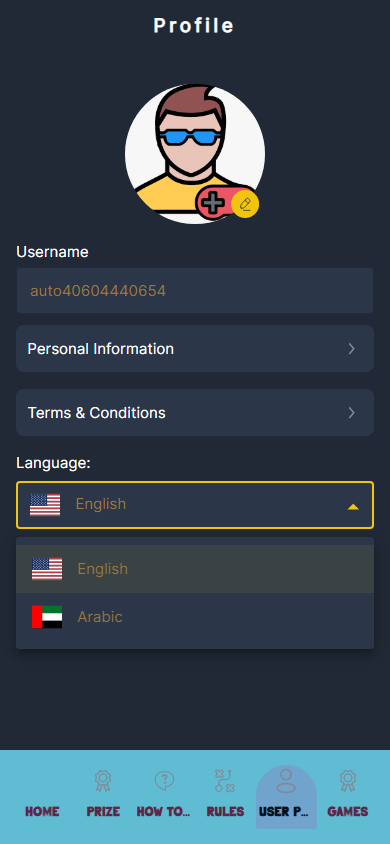 Profile
Username
auto40604440654
Personal Information
Terms & Conditions
Language:
English
English
Arabic
HOME PRIZE HOW TO... RULES USER P... GAMES